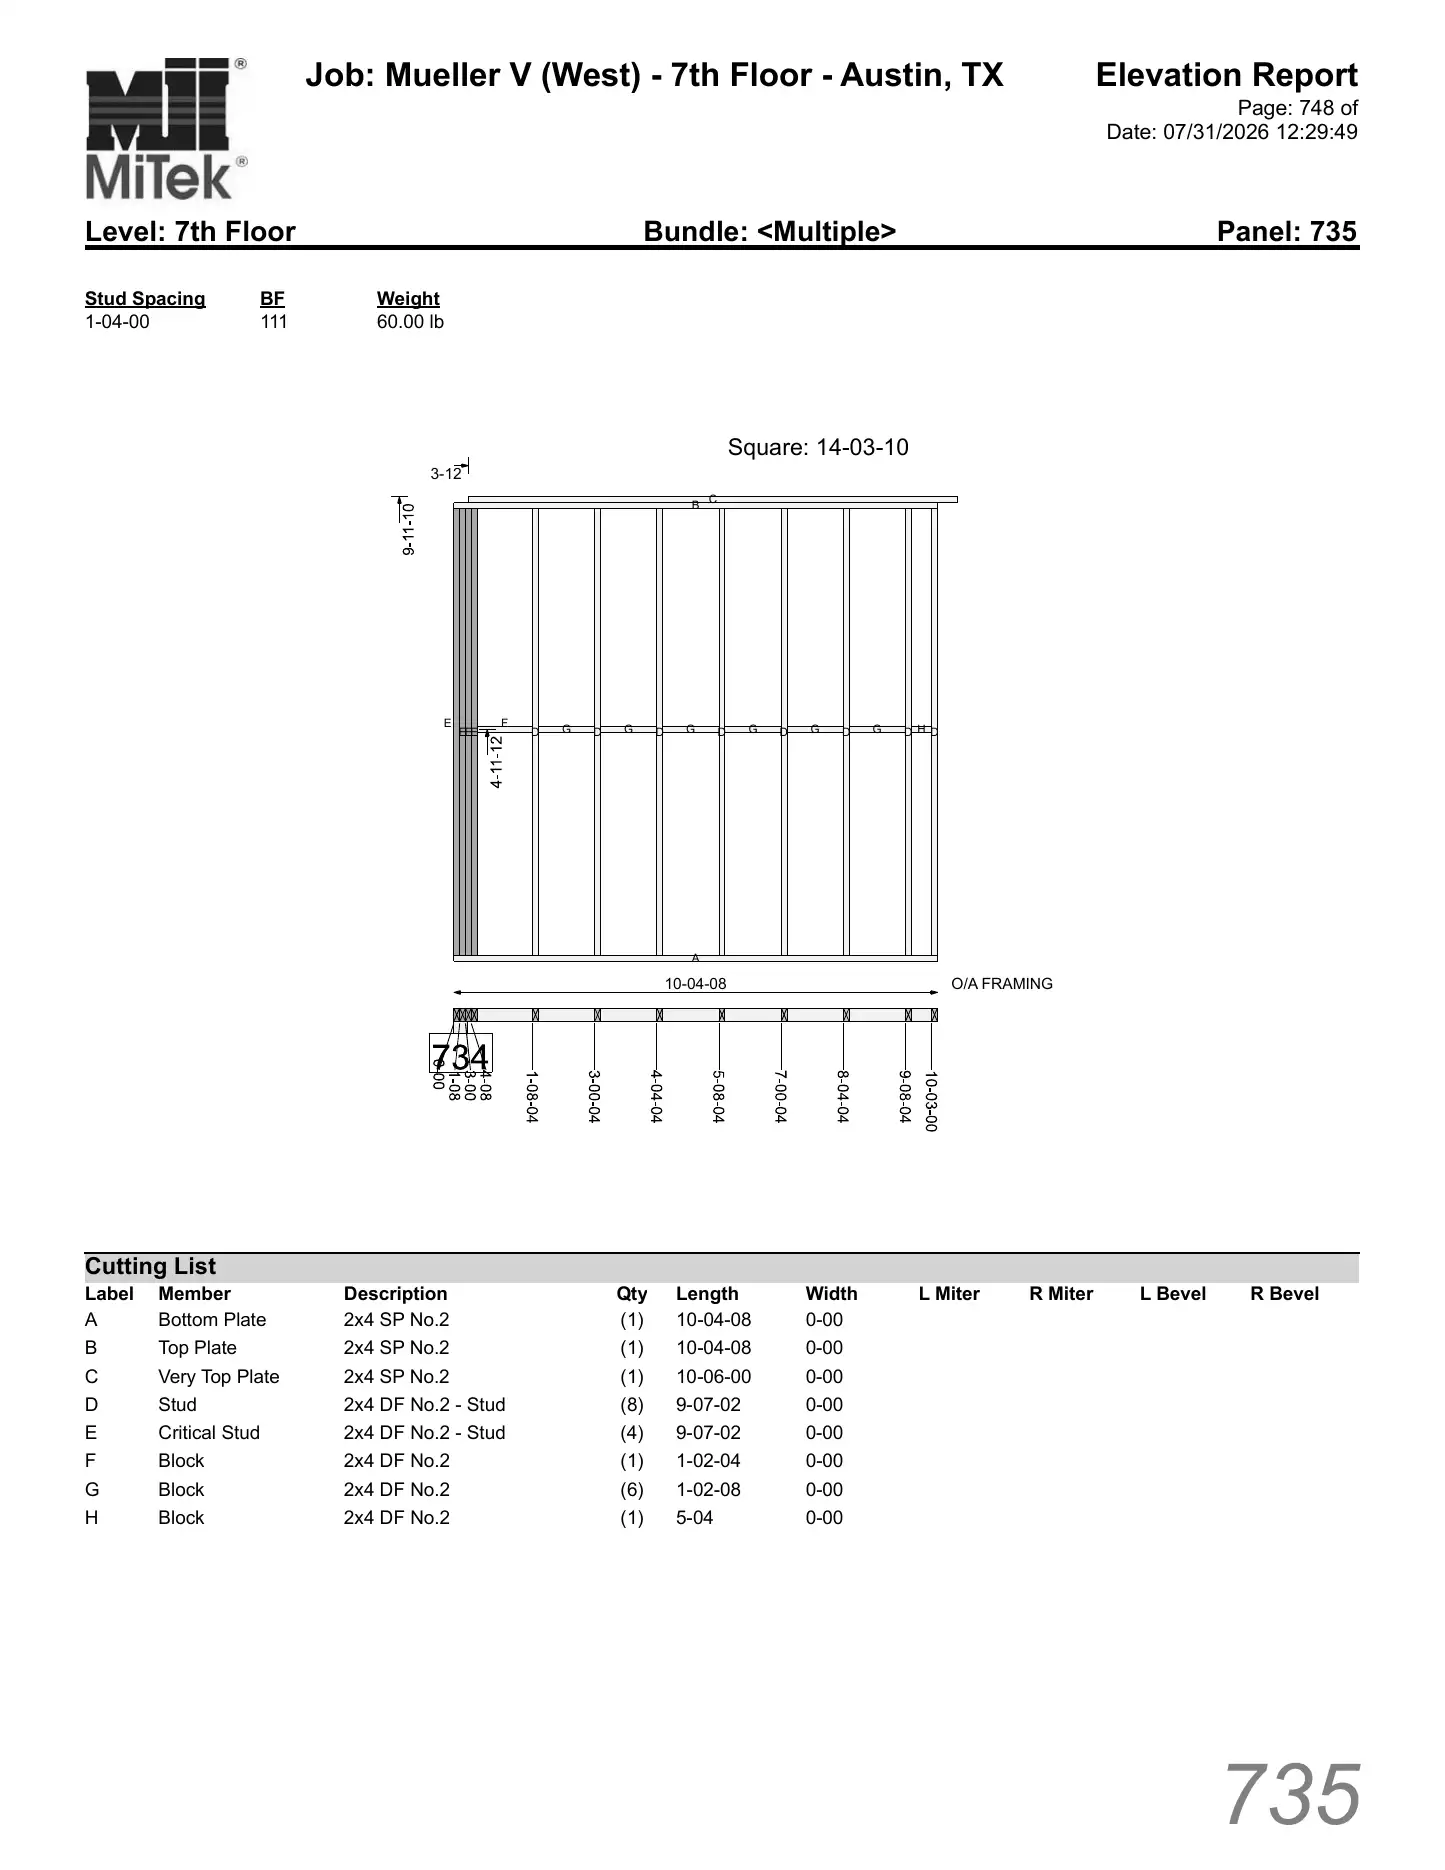 Job: Mueller V (West) - 7th Floor - Austin, TX
Elevation Report
Page: 748 of
Date: 07/31/2026 12:29:49
MiTek®
Level: 7th Floor Bundle: <Multiple> Panel: 735
Stud Spacing BF Weight
1-04-00 111 60.00 lb
Square: 14-03-10
3-12
C
B
9-11-10
E F G D G D G D G D G D G D H D
4-11-12
A
10-04-08 O/A FRAMING
734
0-00 1-08 3-00 4-08 1-08-04 3-00-04 4-04-04 5-08-04 7-00-04 8-04-04 9-08-04 10-03-00
Cutting List
Label Member Description Qty Length Width L Miter R Miter L Bevel R Bevel
A Bottom Plate 2x4 SP No.2 (1) 10-04-08 0-00
B Top Plate 2x4 SP No.2 (1) 10-04-08 0-00
C Very Top Plate 2x4 SP No.2 (1) 10-06-00 0-00
D Stud 2x4 DF No.2 - Stud (8) 9-07-02 0-00
E Critical Stud 2x4 DF No.2 - Stud (4) 9-07-02 0-00
F Block 2x4 DF No.2 (1) 1-02-04 0-00
G Block 2x4 DF No.2 (6) 1-02-08 0-00
H Block 2x4 DF No.2 (1) 5-04 0-00
735